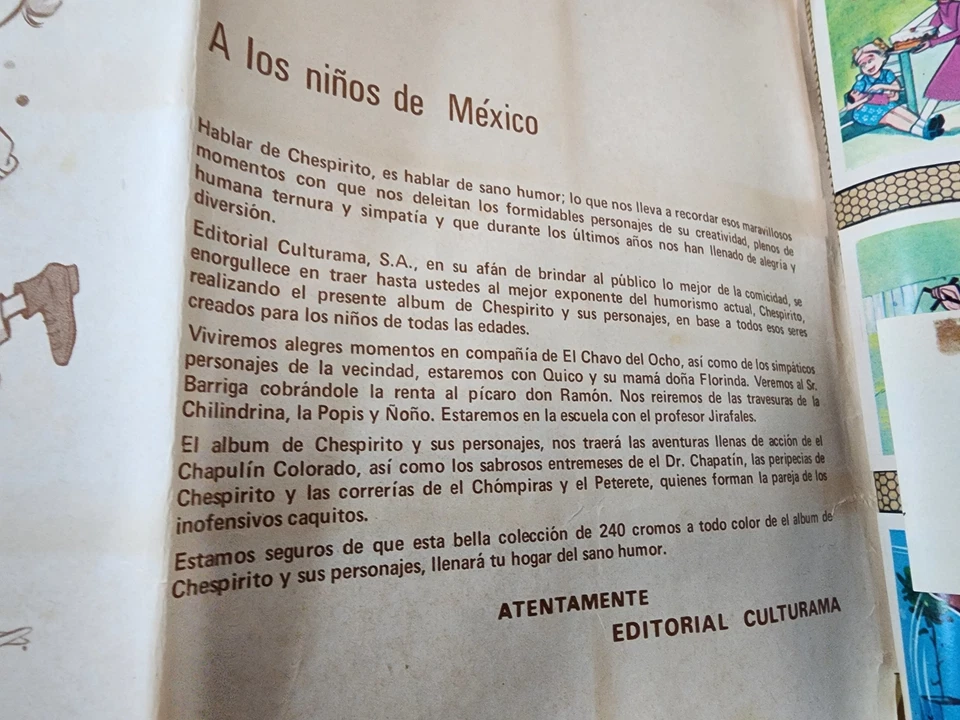 A los niños de México
Hablar de Chespirito, es hablar de sano humor; lo que nos lleva a recordar esos maravillosos
momentos con que nos deleitan los formidables personajes de su creatividad, plenos de
humana ternura y simpatía y que durante los últimos años nos han llenado de alegría y
diversión.
Editorial Culturama, S.A., en su afán de brindar al público lo mejor de la comicidad, se
enorgullece en traer hasta ustedes al mejor exponente del humorismo actual, Chespirito,
realizando el presente album de Chespirito y sus personajes, en base a todos esos seres
creados para los niños de todas las edades.
Viviremos alegres momentos en compañía de El Chavo del Ocho, así como de los simpáticos
personajes de la vecindad, estaremos con Quico y su mamá doña Florinda. Veremos al Sr.
Barriga cobrándole la renta al pícaro don Ramón. Nos reiremos de las travesuras de la
Chilindrina, la Popis y Ñoño. Estaremos en la escuela con el profesor Jirafales.
El album de Chespirito y sus personajes, nos traerá las aventuras llenas de acción de el
Chapulín Colorado, así como los sabrosos entremeses de el Dr. Chapatín, las peripecias de
Chespirito y las correrías de el Chómpiras y el Peterete, quienes forman la pareja de los
inofensivos caquitos.
Estamos seguros de que esta bella colección de 240 cromos a todo color de el album de
Chespirito y sus personajes, llenará tu hogar del sano humor.
ATENTAMENTE
EDITORIAL CULTURAMA